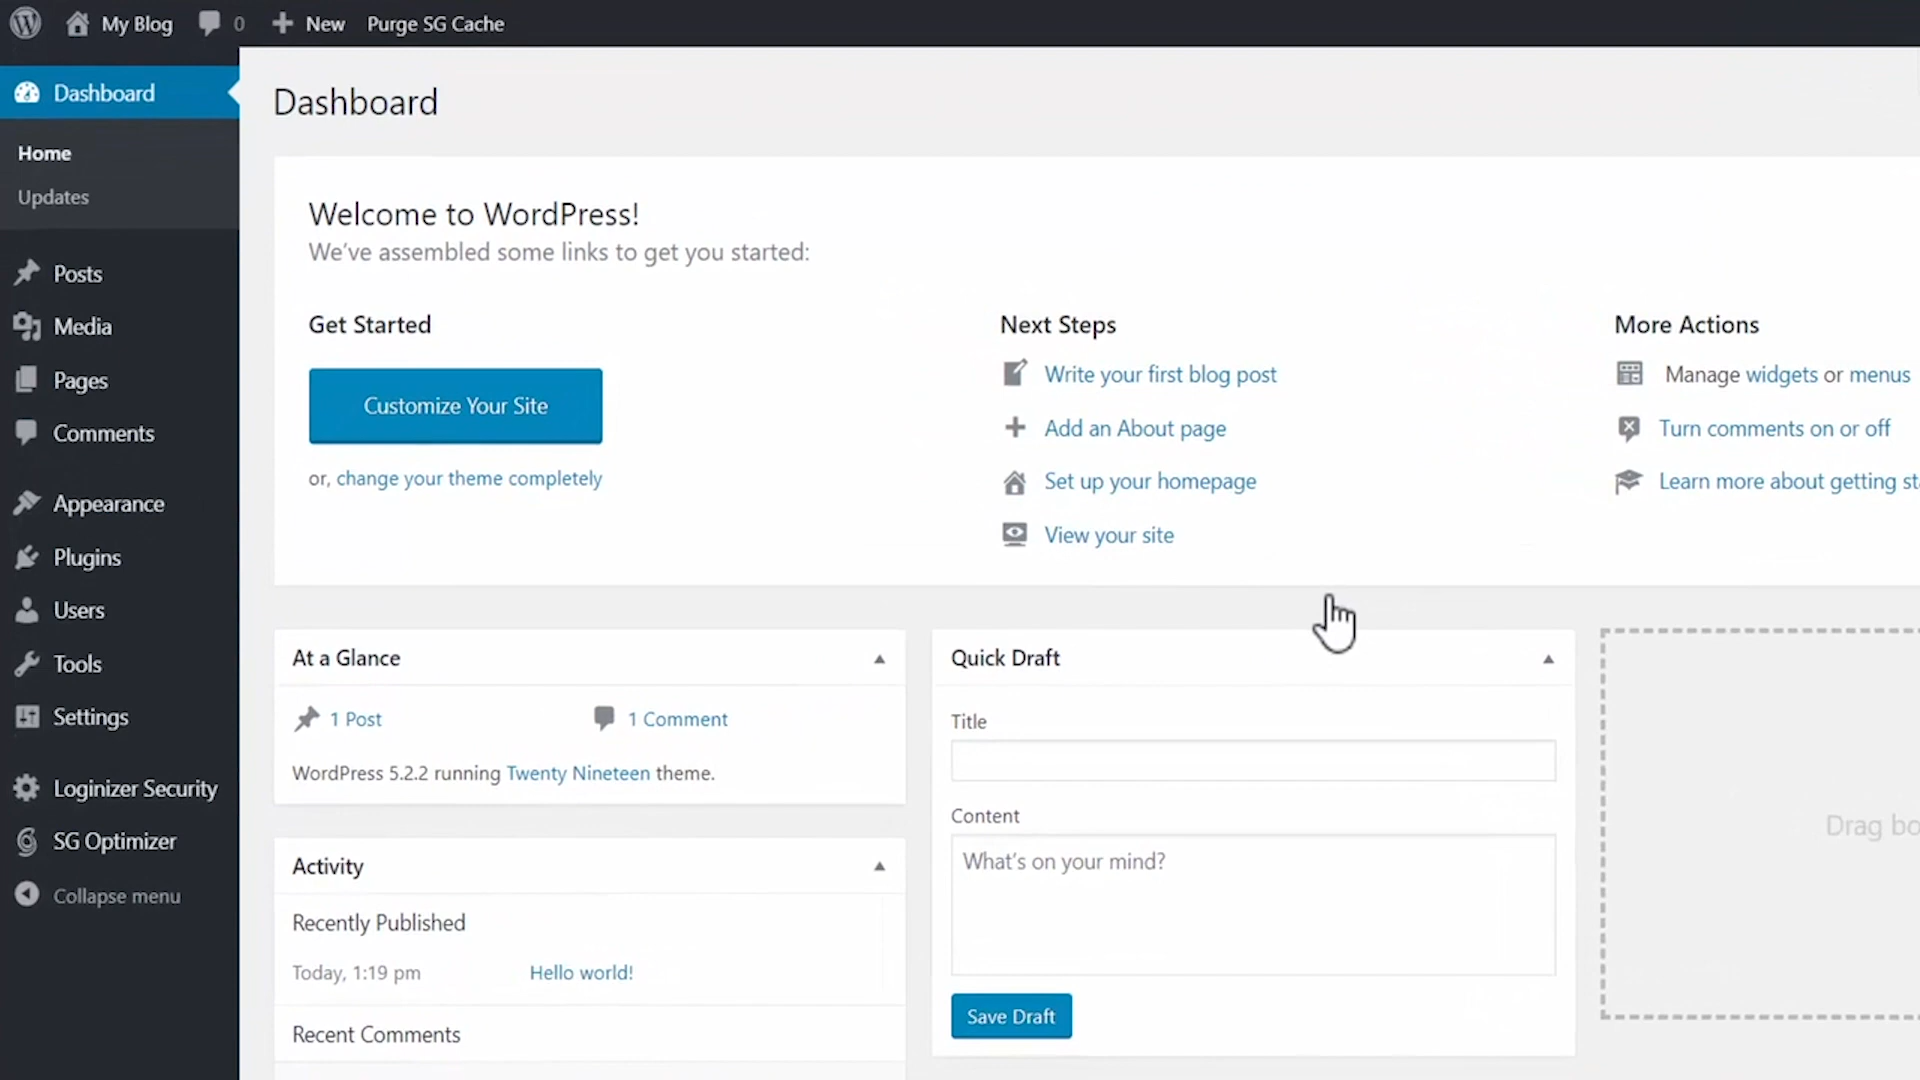 My Blog 0 New Purge SG Cache
Dashboard
Home
Updates
Posts
Media
Pages
Comments
Appearance
Plugins
Users
Tools
Settings
Loginizer Security
SG Optimizer
Collapse menu
Dashboard
Welcome to WordPress!
We've assembled some links to get you started:
Get Started
Customize Your Site
or, change your theme completely
Next Steps
Write your first blog post
Add an About page
Set up your homepage
View your site
More Actions
Manage widgets or menus
Turn comments on or off
Learn more about getting
At a Glance
1 Post 1 Comment
WordPress 5.2.2 running Twenty Nineteen theme.
Activity
Recently Published
Today, 1:19 pm Hello world!
Recent Comments
Quick Draft
Title
Content
What's on your mind?
Save Draft
Drag